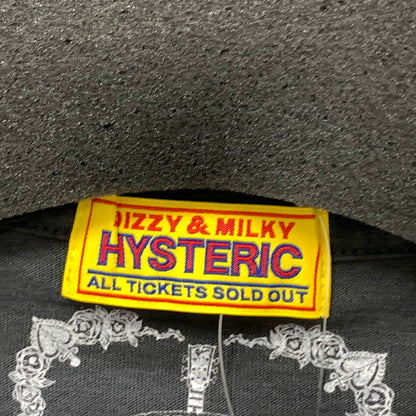 DIZZY & MILKY
HYSTERIC
ALL TICKETS SOLD OUT